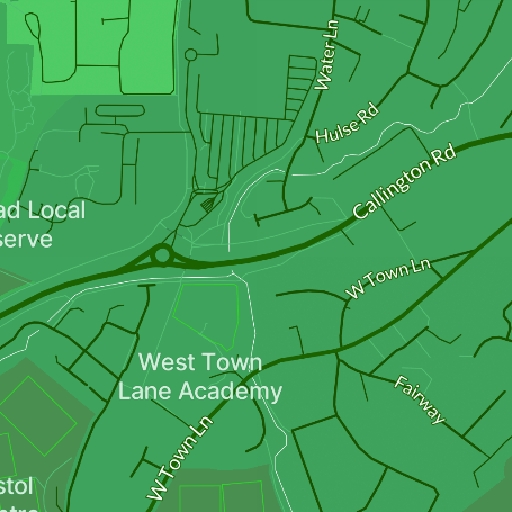 Water Ln
Hulse Rd
Callington Rd
ad Local
serve
W Town Ln
West Town
Lane Academy
Fairway
W Town Ln
stol